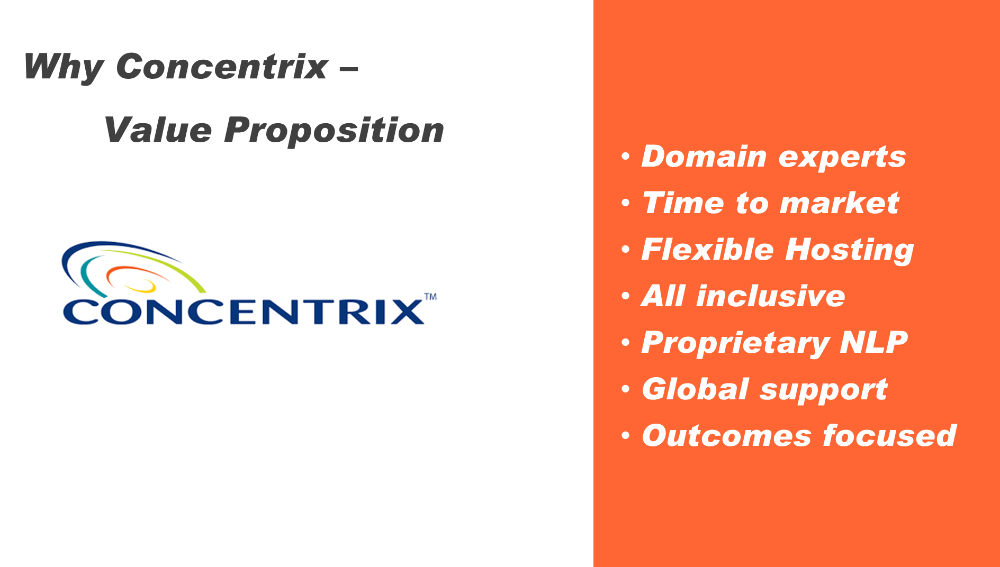 Why Concentrix –
Value Proposition
CONCENTRIX™
• Domain experts
• Time to market
• Flexible Hosting
• All inclusive
• Proprietary NLP
• Global support
• Outcomes focused